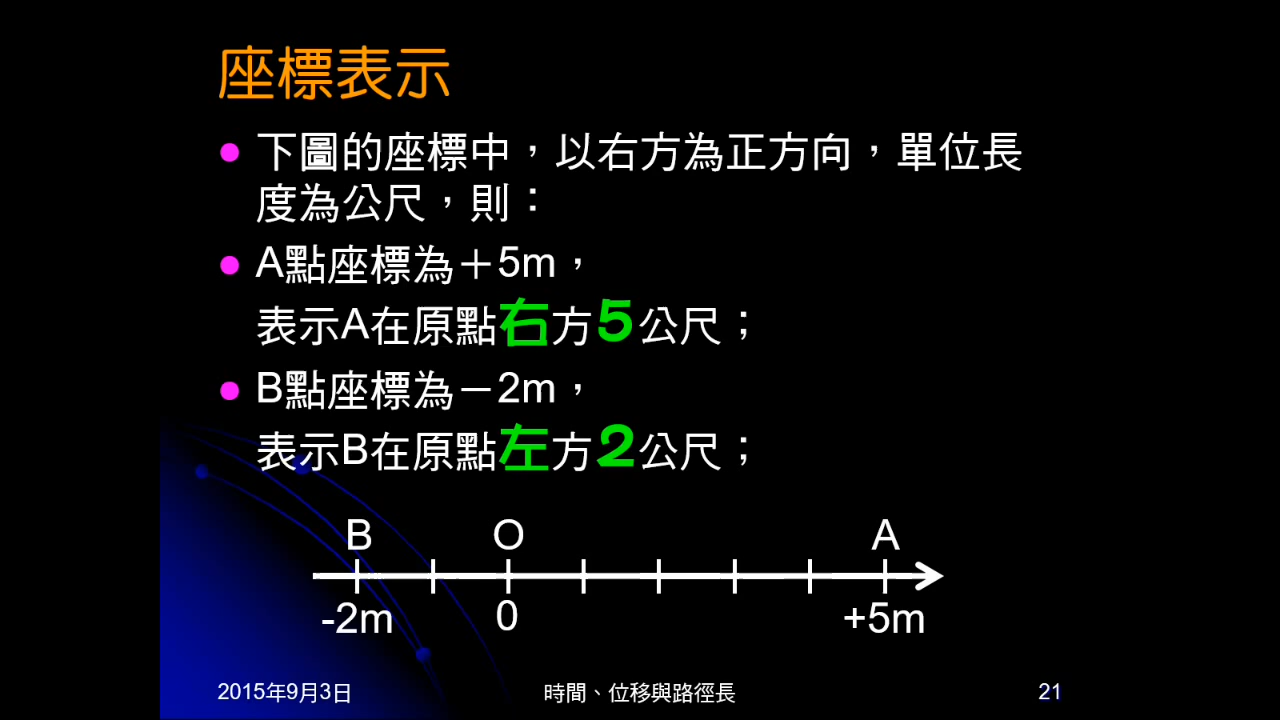 座標表示
下圖的座標中，以右方為正方向，單位長
度為公尺，則：
A點座標為＋5m，
表示A在原點右方5公尺；
B點座標為－2m，
表示B在原點左方2公尺；
B O A
-2m 0 +5m
2015年9月3日 時間、位移與路徑長 21